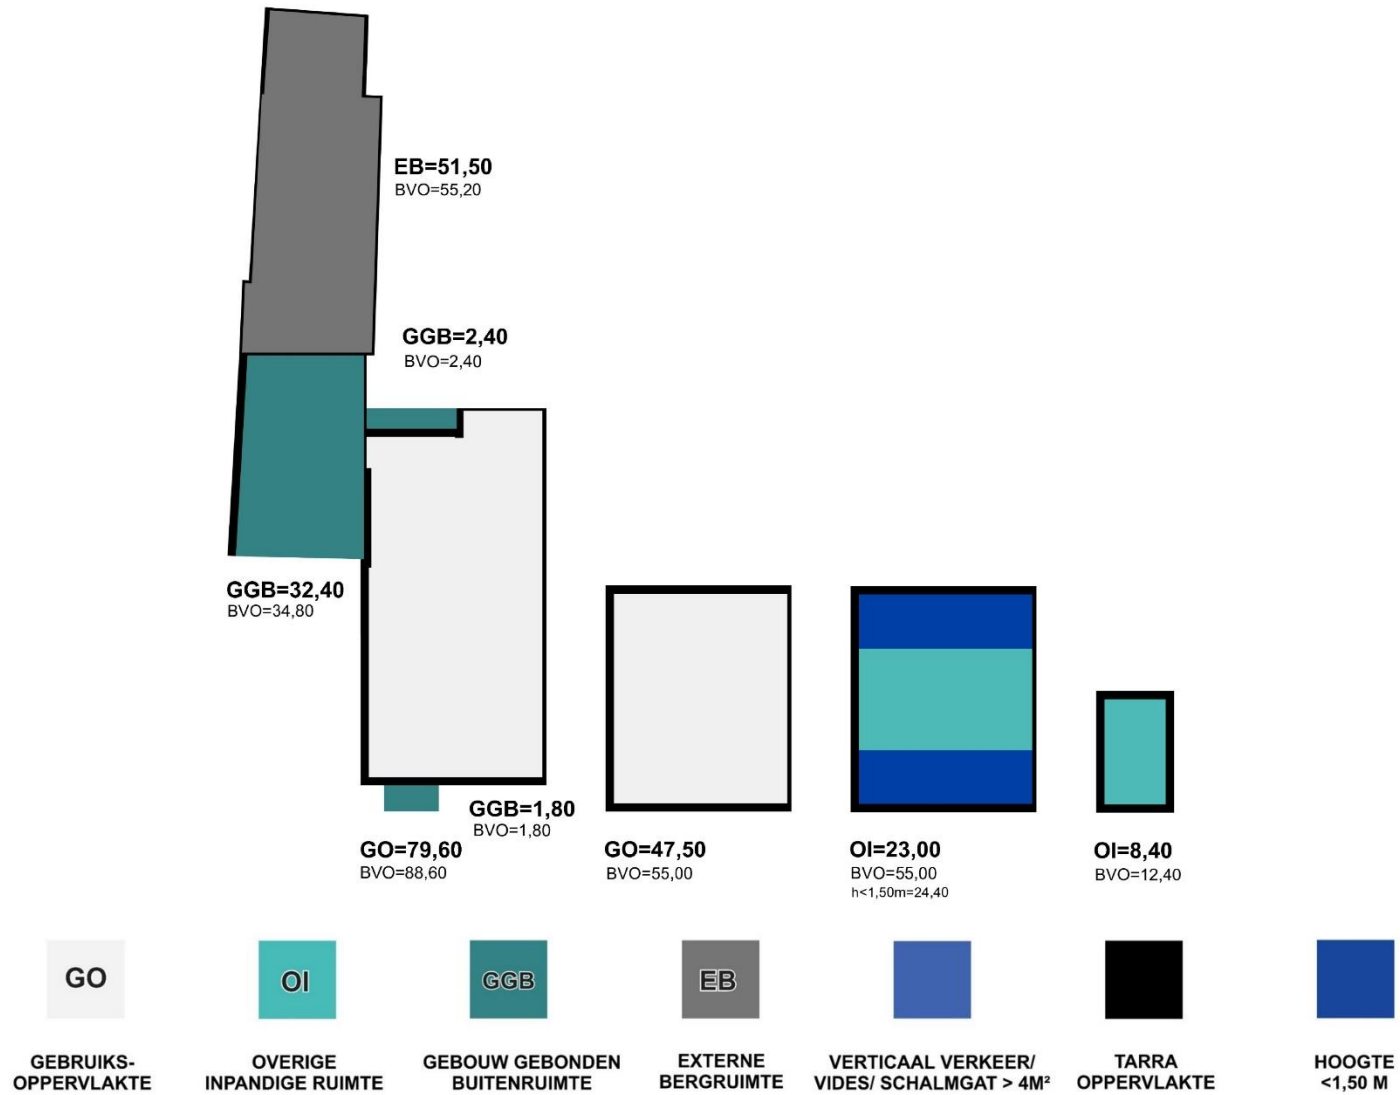 EB=51,50
BVO=55,20
GGB=2,40
BVO=2,40
GGB=32,40
BVO=34,80
GGB=1,80
BVO=1,80
GO=79,60
BVO=88,60
GO=47,50
BVO=55,00
OI=23,00
BVO=55,00
h<1,50m=24,40
OI=8,40
BVO=12,40
GO
GEBRUIKS-
OPPERVLAKTE
OI
OVERIGE
INPANDIGE RUIMTE
GGB
GEBOUW GEBONDEN
BUITENRUIMTE
EB
EXTERNE
BERGRUIMTE
VERTICAAL VERKEER/
VIDES/ SCHALMGAT > 4M²
TARRA
OPPERVLAKTE
HOOGTE
<1,50 M